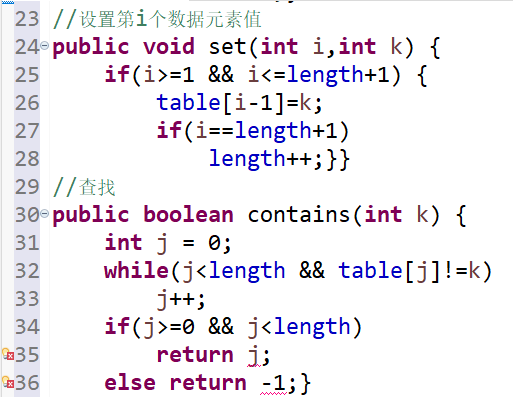 23 //设置第i个数据元素值
24 public void set(int i,int k) {
25 if(i>=1 && i<=length+1) {
26 table[i-1]=k;
27 if(i==length+1)
28 length++;}}
29 //查找
30 public boolean contains(int k) {
31 int j = 0;
32 while(j<length && table[j]!=k)
33 j++;
34 if(j>=0 && j<length)
35 return j;
36 else return -1;}